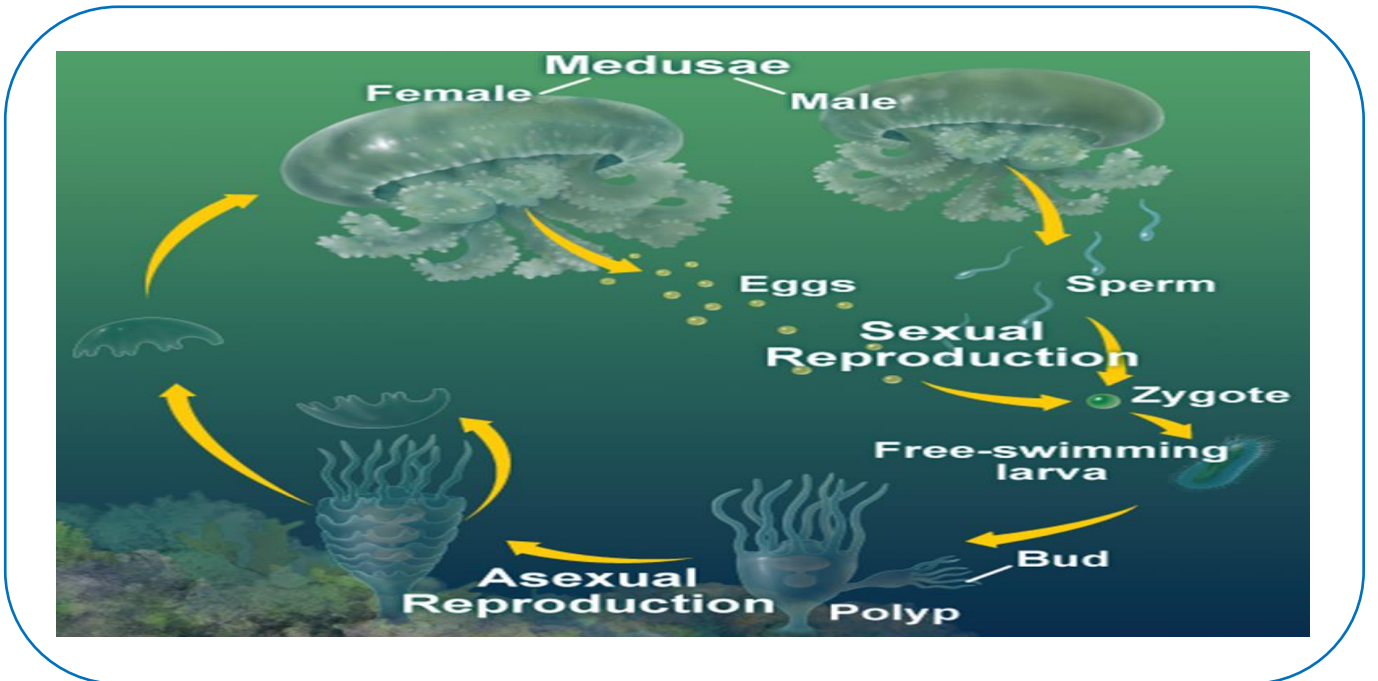 Medusae
Female
Male
Eggs
Sperm
Sexual
Reproduction
Zygote
Free-swimming
larva
Bud
Polyp
Asexual
Reproduction